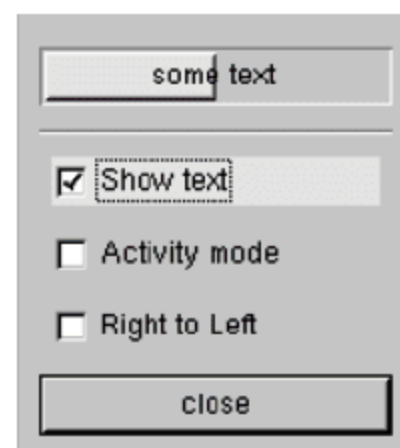 some text
Show text
Activity mode
Right to Left
close